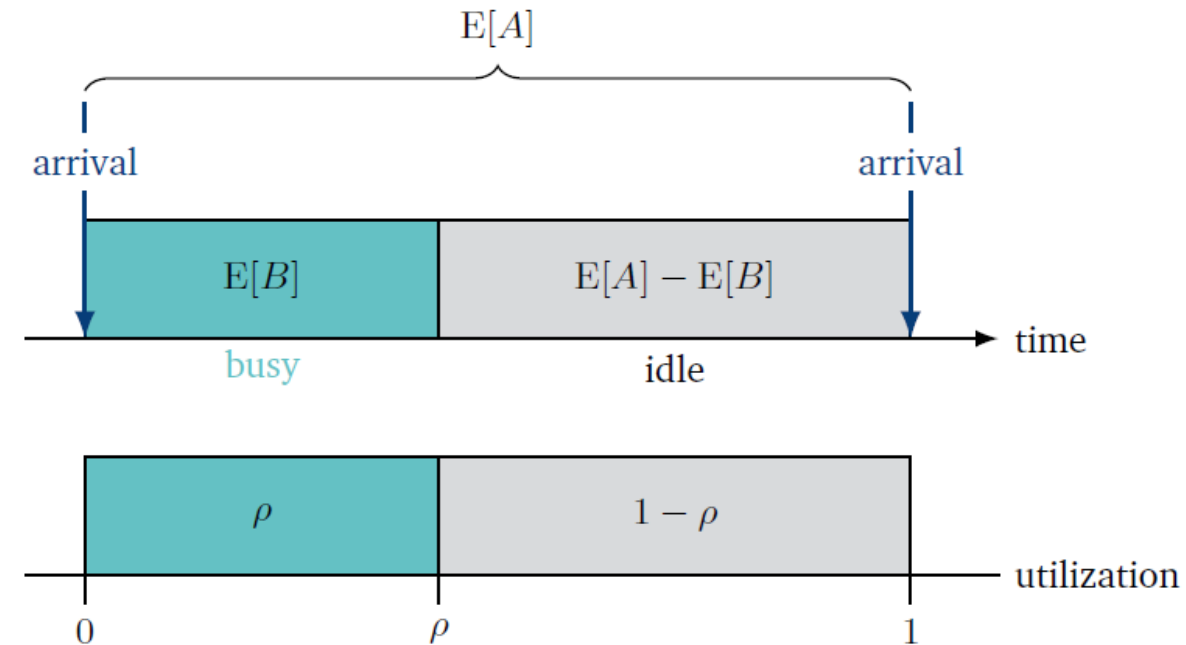 E[A]
arrival arrival
E[B] E[A] − E[B]
time
busy idle
ρ 1 − ρ
utilization
0 ρ 1